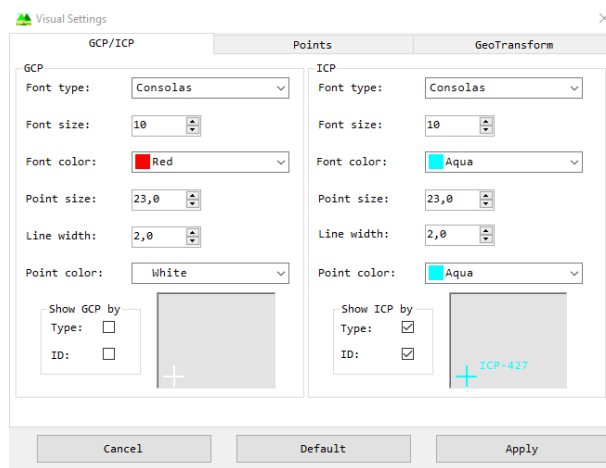 Visual Settings
GCP/ICP Points GeoTransform
GCP
Font type: Consolas
Font size: 10
Font color: Red
Point size: 23,0
Line width: 2,0
Point color: White
Show GCP by
Type:
ID:
ICP
Font type: Consolas
Font size: 10
Font color: Aqua
Point size: 23,0
Line width: 2,0
Point color: Aqua
Show ICP by
Type:
ID:
ICP-427
Cancel Default Apply